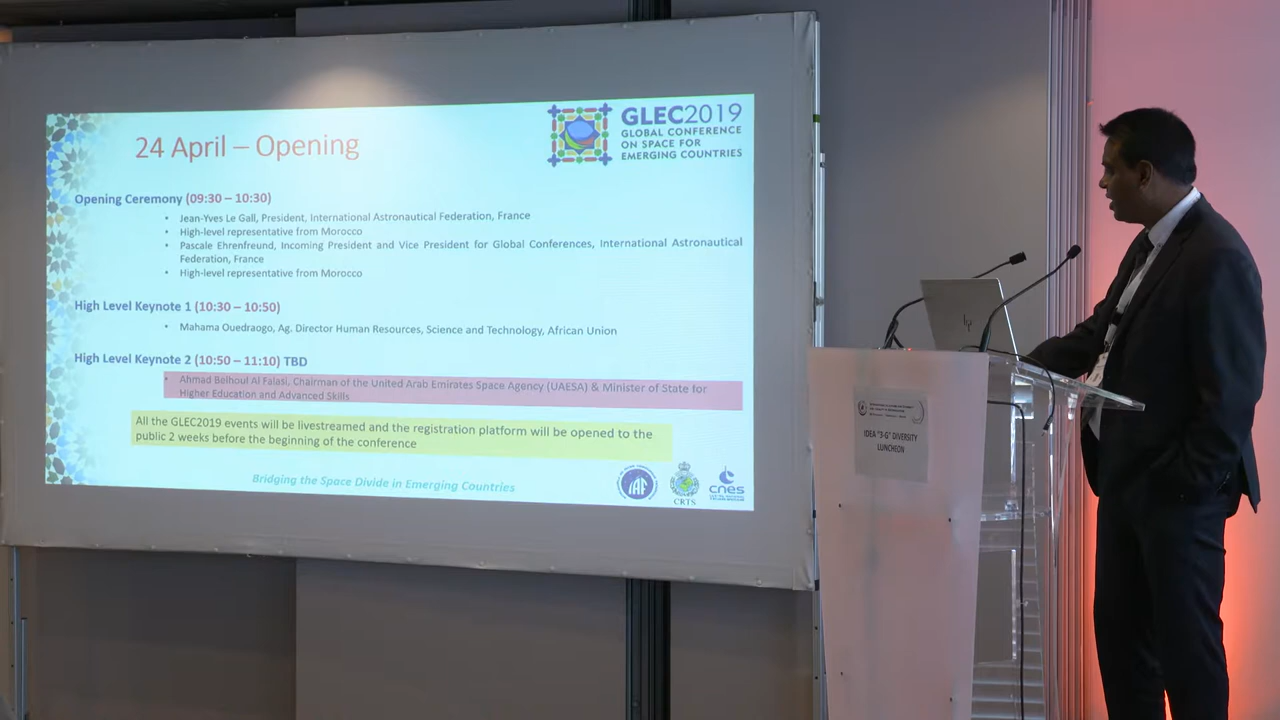 24 April – Opening
GLEC2019
GLOBAL CONFERENCE
ON SPACE FOR
EMERGING COUNTRIES
Opening Ceremony (09:30 – 10:30)
• Jean-Yves Le Gall, President, International Astronautical Federation, France
• High-level representative from Morocco
• Pascale Ehrenfreund, Incoming President and Vice President for Global Conferences, International Astronautical
Federation, France
• High-level representative from Morocco
High Level Keynote 1 (10:30 – 10:50)
• Mahama Ouedraogo, Ag. Director Human Resources, Science and Technology, African Union
High Level Keynote 2 (10:50 – 11:10) TBD
• Ahmad Belhoul Al Falasi, Chairman of the United Arab Emirates Space Agency (UAESA) & Minister of State for
Higher Education and Advanced Skills
All the GLEC2019 events will be livestreamed and the registration platform will be opened to the
public 2 weeks before the beginning of the conference
Bridging the Space Divide in Emerging Countries
IAF
CRTS
cnes
hp
IDEA "3-G" DIVERSITY
LUNCHEON